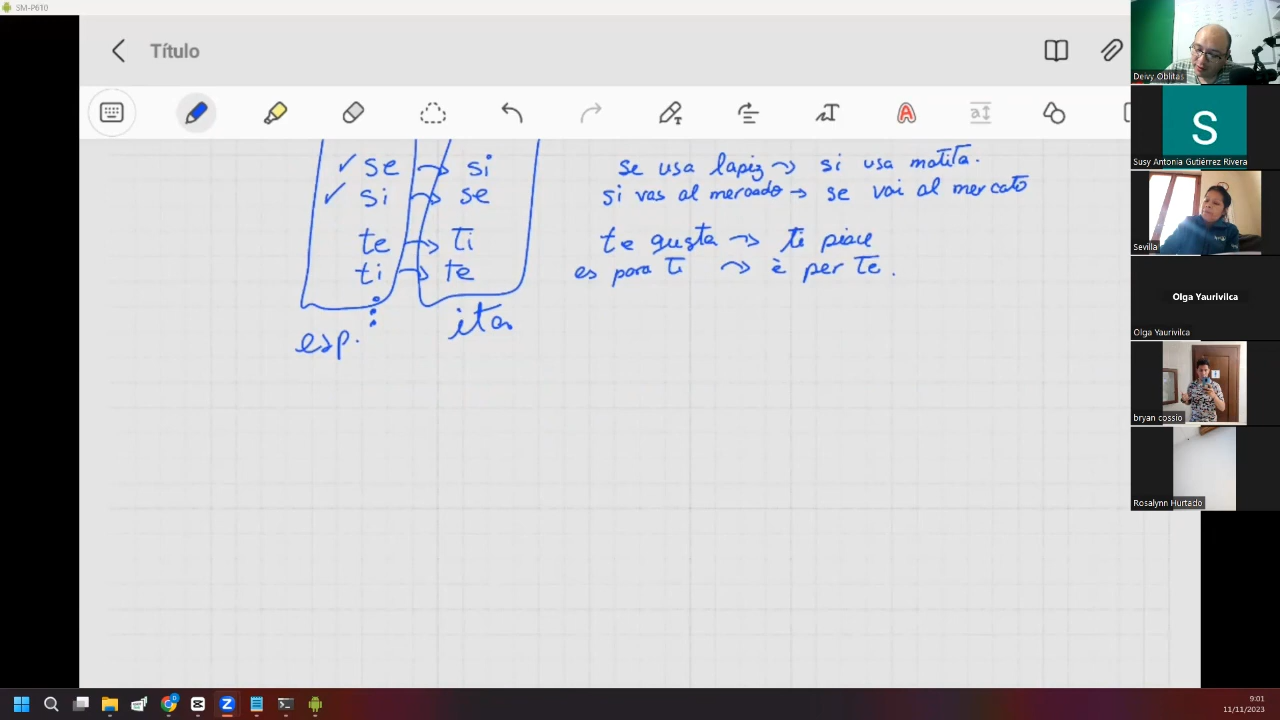 SM-P610
Título
se → si
se usa lapiz → si usa matita.
si → se
si vas al mercado → se vai al mercato
te → ti
te gusta → ti piace
ti → te
es para ti → è per te.
esp.
ita
Deivy Oblitas
S
Susy Antonia Gutiérrez Rivera
Sevilla
Olga Yaurivilca
Olga Yaurivilca
bryan cossio
Rosalynn Hurtado
9:01
11/11/2023